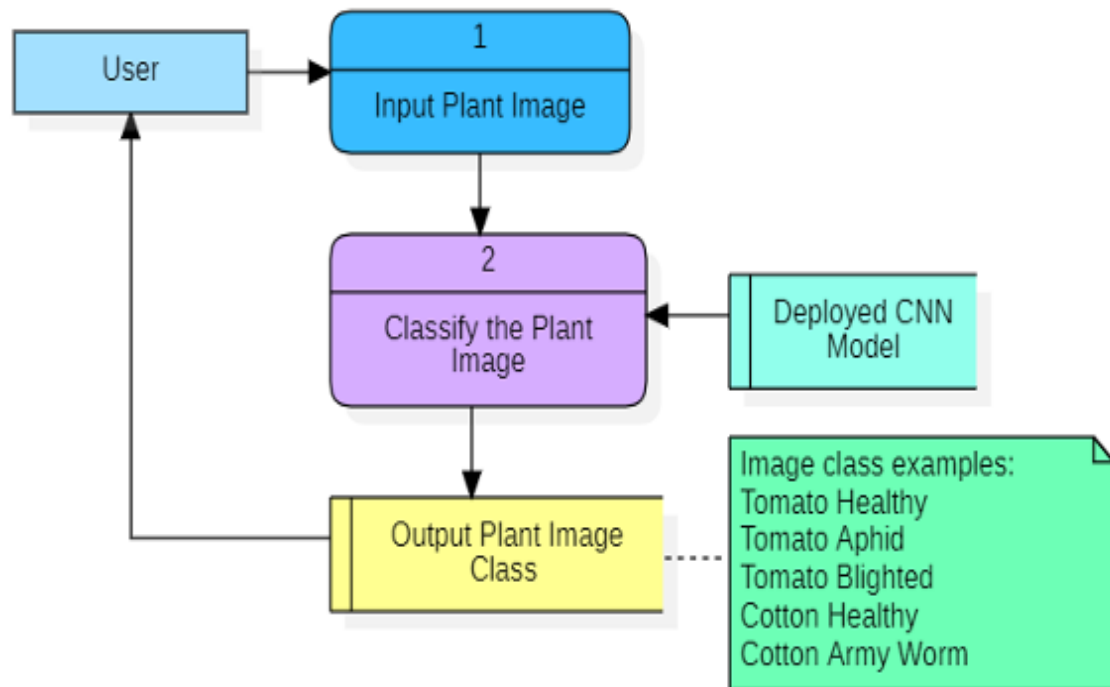 User
1
Input Plant Image
2
Classify the Plant
Image
Deployed CNN
Model
Output Plant Image
Class
Image class examples:
Tomato Healthy
Tomato Aphid
Tomato Blighted
Cotton Healthy
Cotton Army Worm